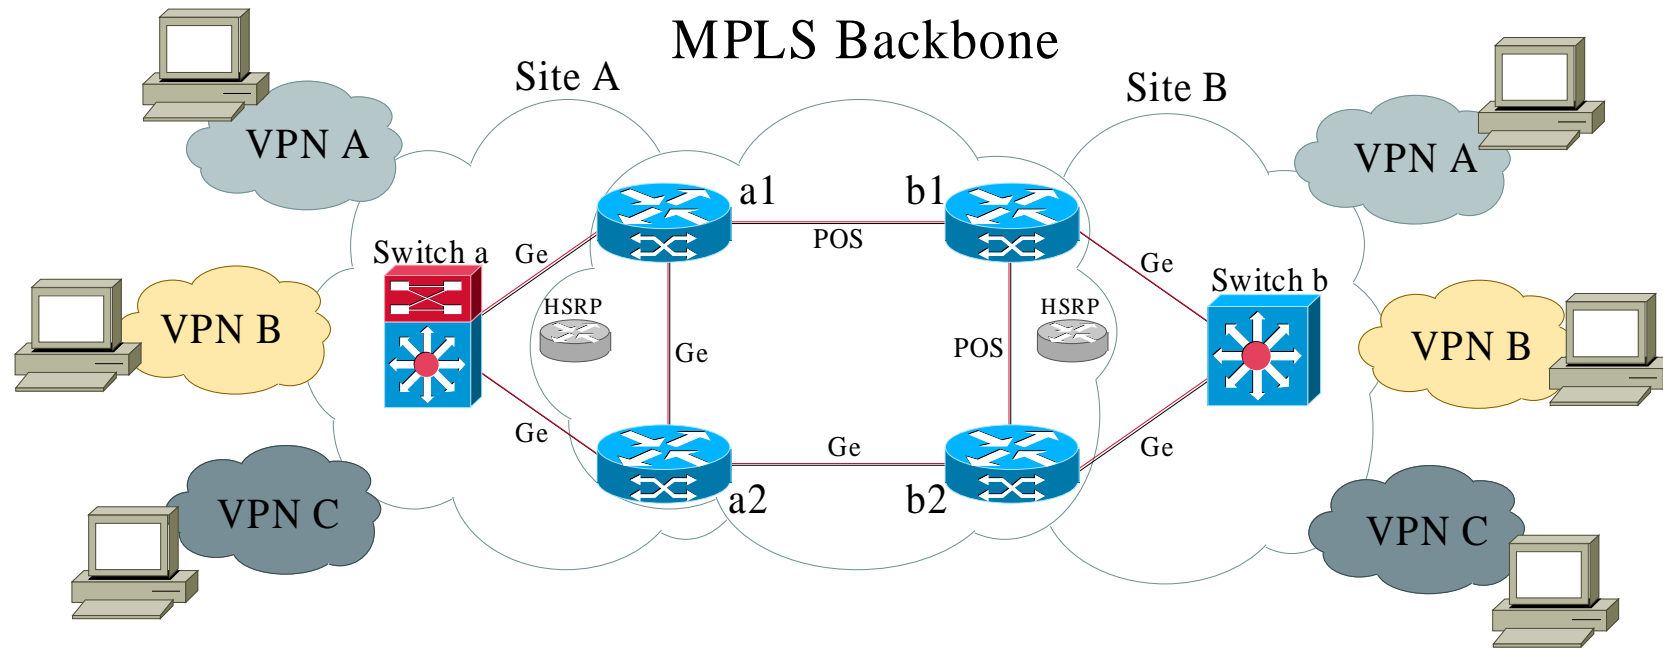 MPLS Backbone
Site A
Site B
VPN A
VPN A
a1
b1
POS
Switch a
Ge
Ge
Switch b
HSRP
HSRP
VPN B
VPN B
Ge
POS
Ge
Ge
Ge
a2
b2
VPN C
VPN C